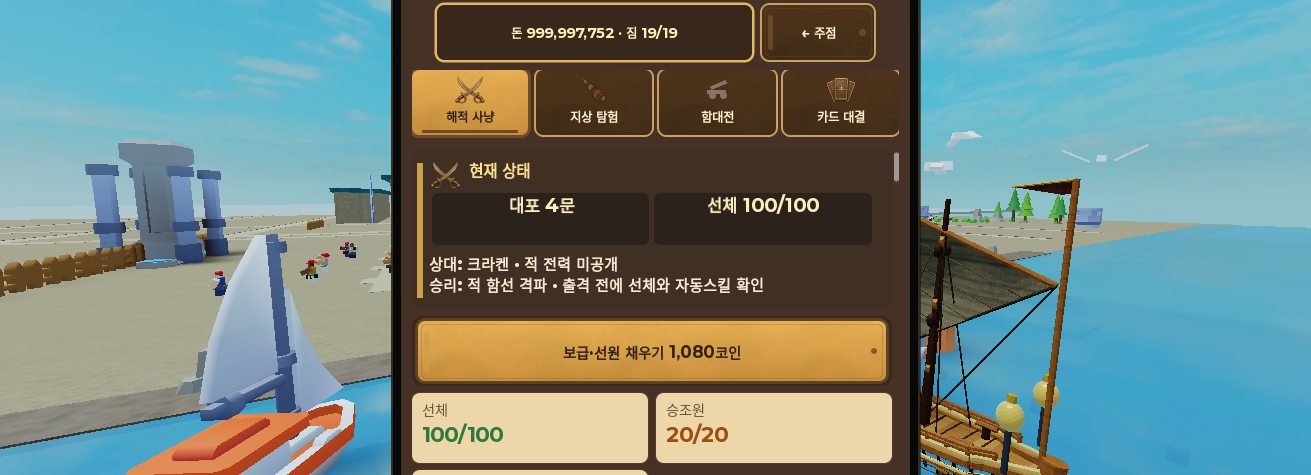 돈 999,997,752 · 짐 19/19
← 주점
해적 사냥
지상 탐험
함대전
카드 대결
현재 상태
대포 4문
선체 100/100
상대: 크라켄 • 적 전력 미공개
승리: 적 함선 격파 • 출격 전에 선체와 자동스킬 확인
보급·선원 채우기 1,080코인
선체
100/100
승조원
20/20